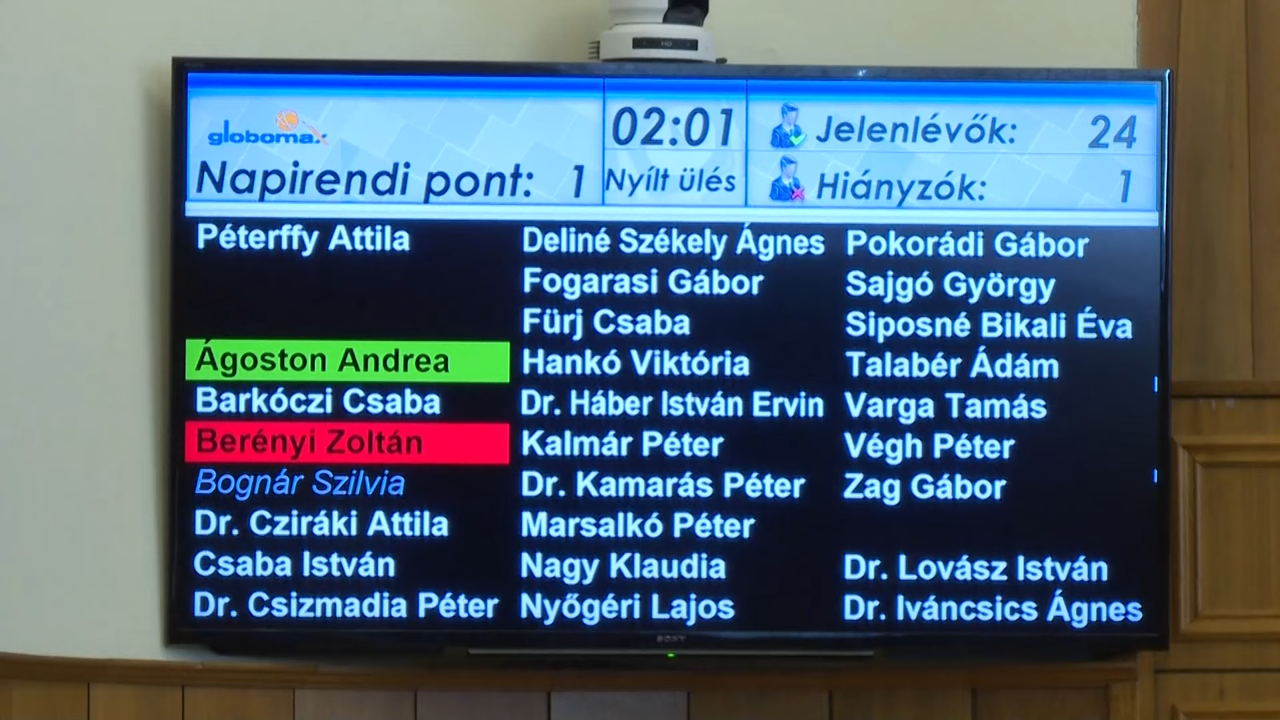 globomax
02:01
Jelenlévők: 24
Napirendi pont: 1
Nyílt ülés
Hiányzók: 1
Péterffy Attila
Ágoston Andrea
Barkóczi Csaba
Berényi Zoltán
Bognár Szilvia
Dr. Cziráki Attila
Csaba István
Dr. Csizmadia Péter
Deliné Székely Ágnes
Fogarasi Gábor
Fürj Csaba
Hankó Viktória
Dr. Háber István Ervin
Kalmár Péter
Dr. Kamarás Péter
Marsalkó Péter
Nagy Klaudia
Nyőgéri Lajos
Pokorádi Gábor
Sajgó György
Siposné Bikali Éva
Talabér Ádám
Varga Tamás
Végh Péter
Zag Gábor
Dr. Lovász István
Dr. Iváncsics Ágnes
SONY